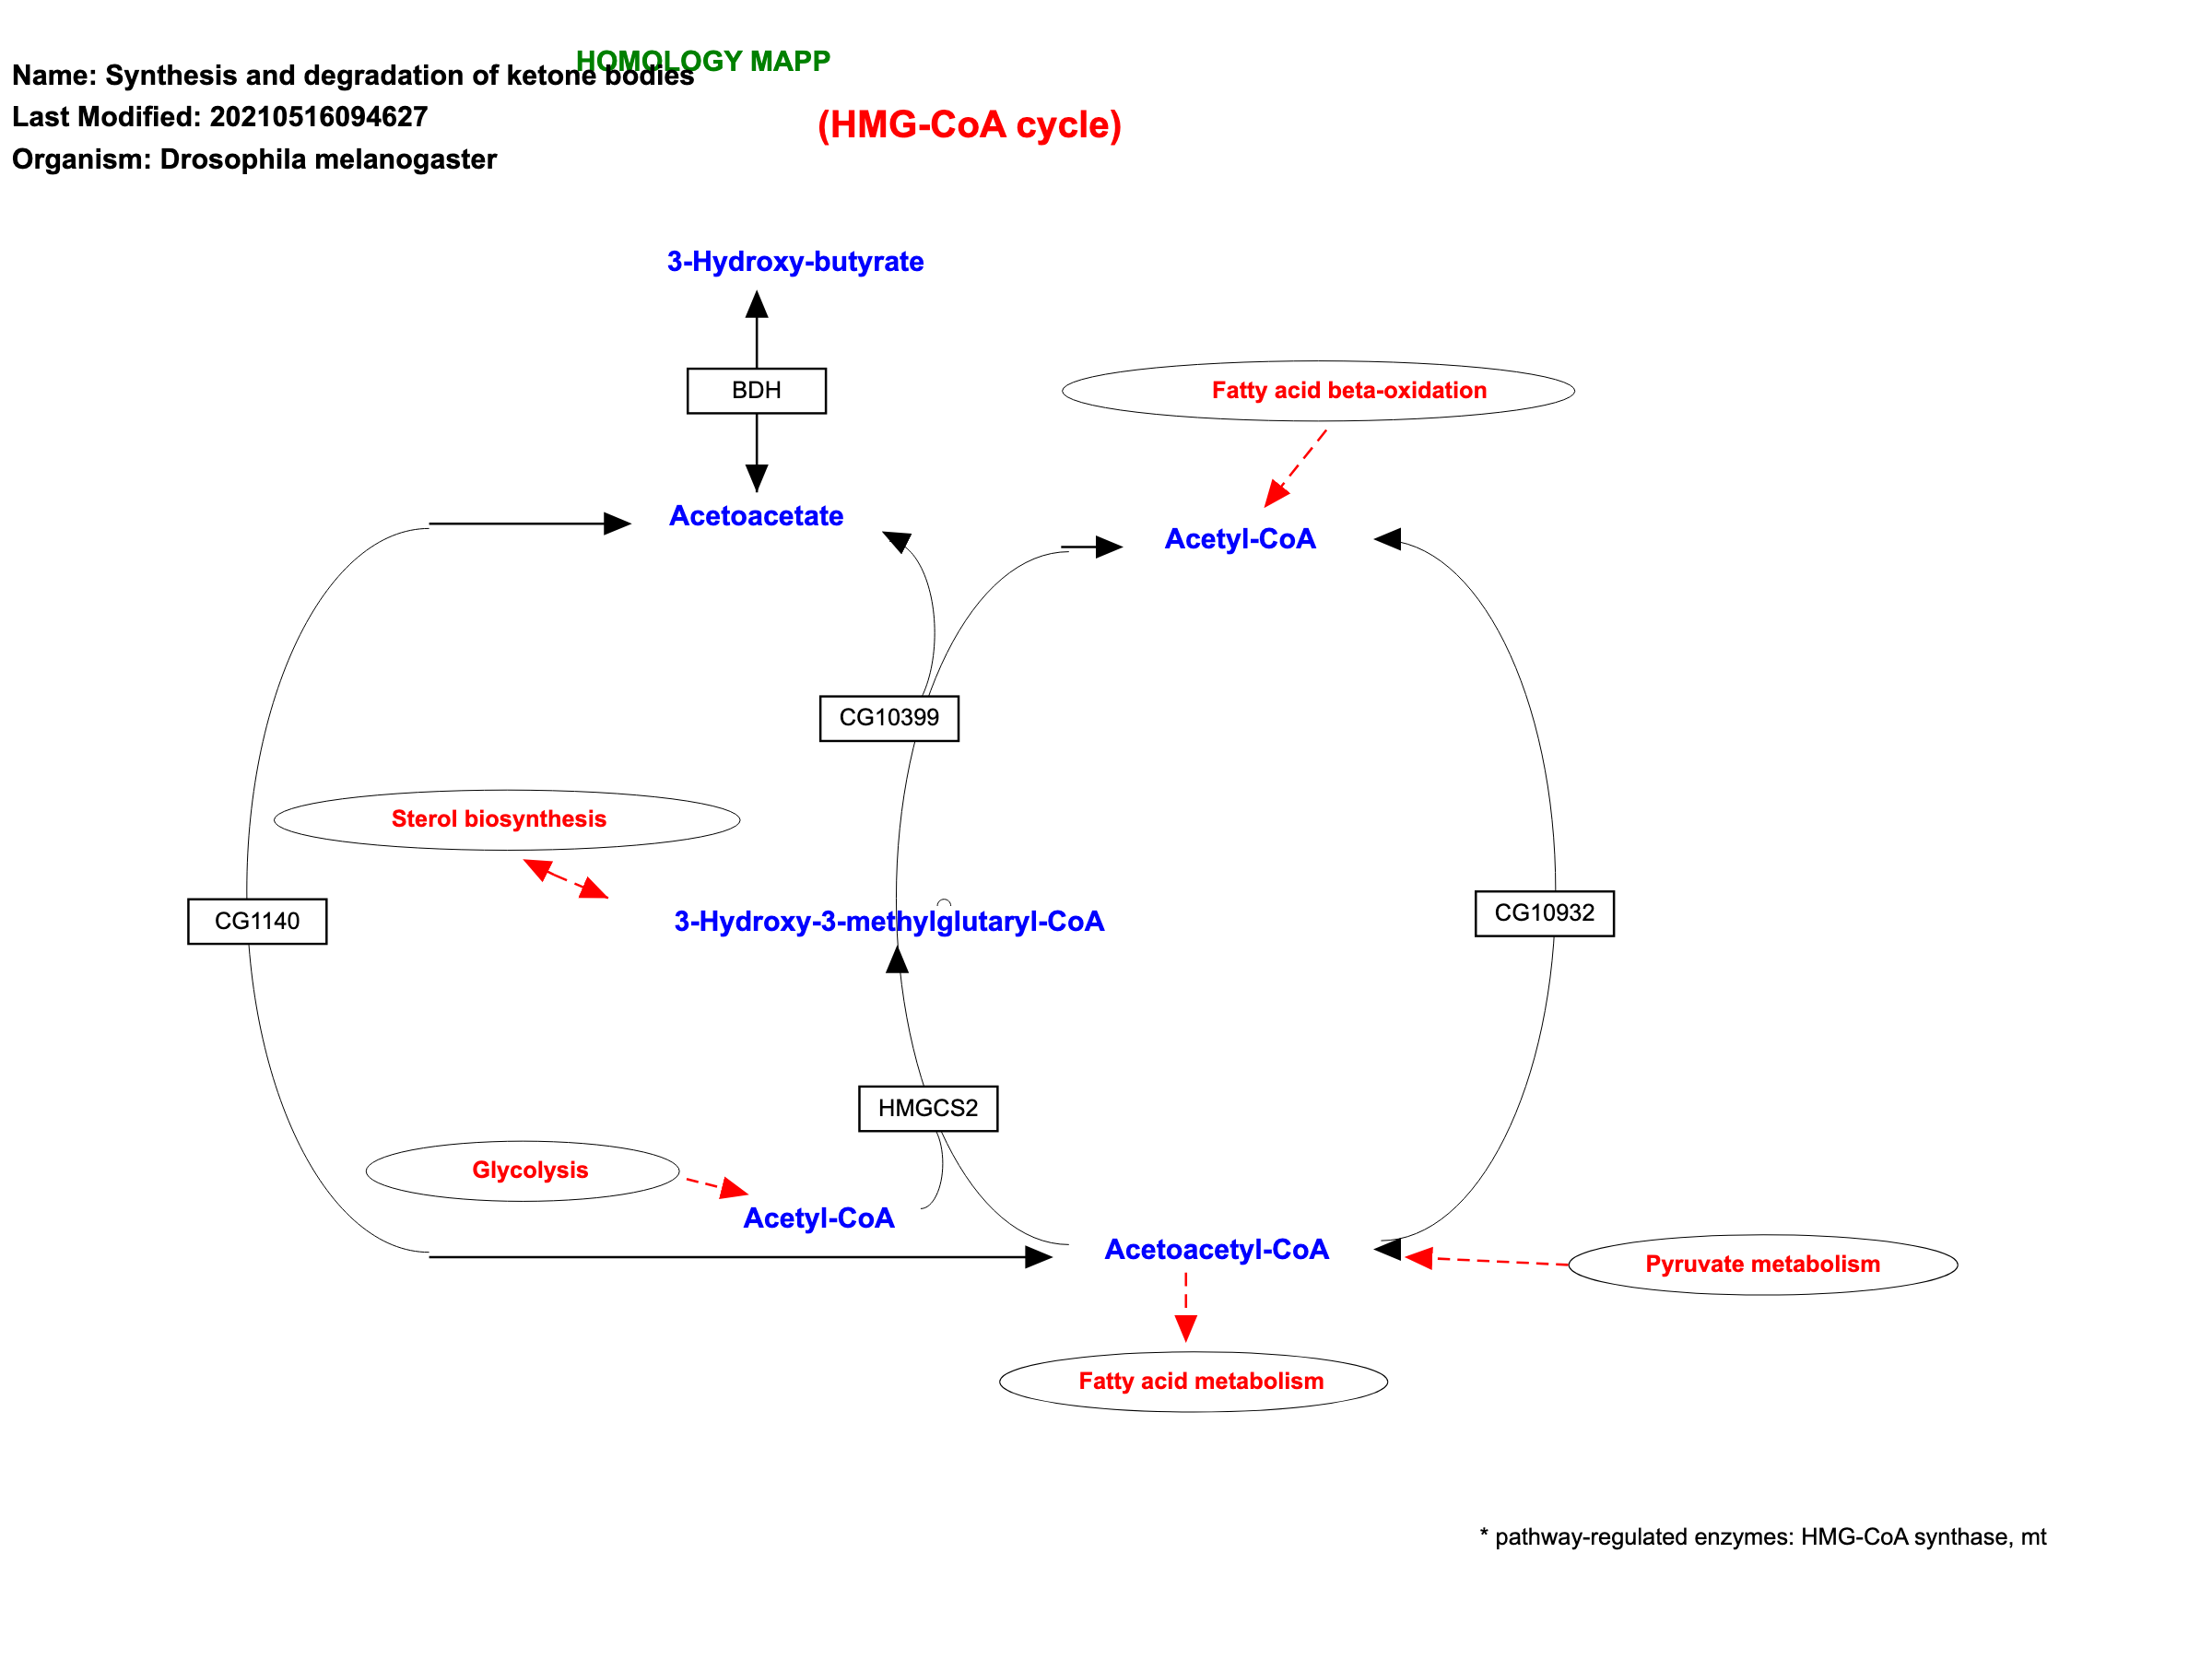 HOMOLOGY MAPP
Name: Synthesis and degradation of ketone bodies
Last Modified: 20210516094627
(HMG-CoA cycle)
Organism: Drosophila melanogaster
3-Hydroxy-butyrate
BDH
Fatty acid beta-oxidation
Acetoacetate
Acetyl-CoA
CG10399
Sterol biosynthesis
CG1140
3-Hydroxy-3-methylglutaryl-CoA
CG10932
HMGCS2
Glycolysis
Acetyl-CoA
Acetoacetyl-CoA
Pyruvate metabolism
Fatty acid metabolism
* pathway-regulated enzymes: HMG-CoA synthase, mt